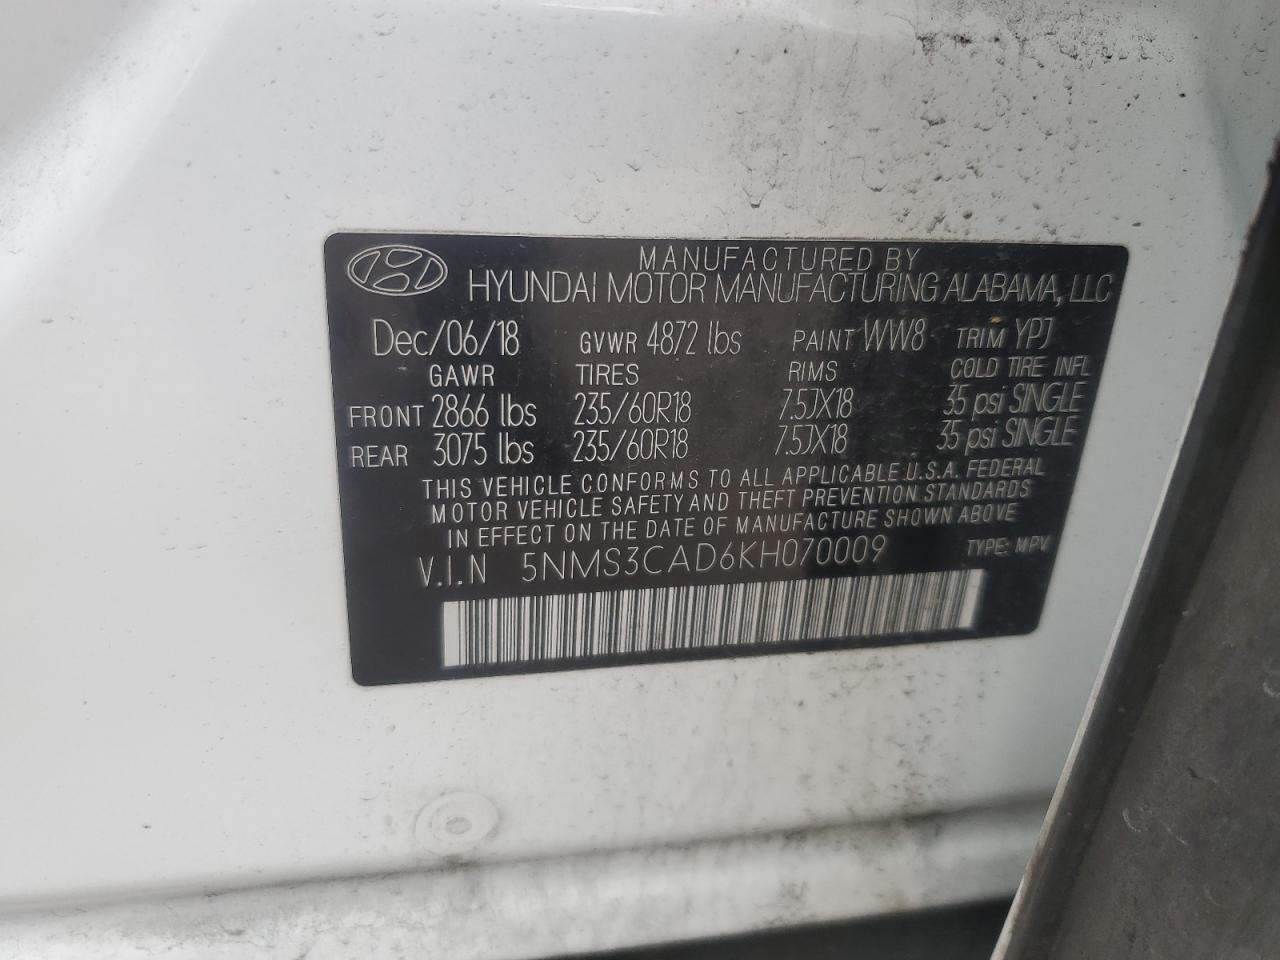 MANUFACTURED BY
HYUNDAI MOTOR MANUFACTURING ALABAMA, LLC
Dec/06/18 GVWR 4872 lbs PAINT WW8 TRIM YPJ
GAWR TIRES RIMS COLD TIRE INFL
FRONT 2866 lbs 235/60R18 7.5JX18 35 psi SINGLE
REAR 3075 lbs 235/60R18 7.5JX18 35 psi SINGLE
THIS VEHICLE CONFORMS TO ALL APPLICABLE U.S.A. FEDERAL
MOTOR VEHICLE SAFETY AND THEFT PREVENTION STANDARDS
IN EFFECT ON THE DATE OF MANUFACTURE SHOWN ABOVE
V.I.N 5NMS3CAD6KH070009 TYPE: MPV